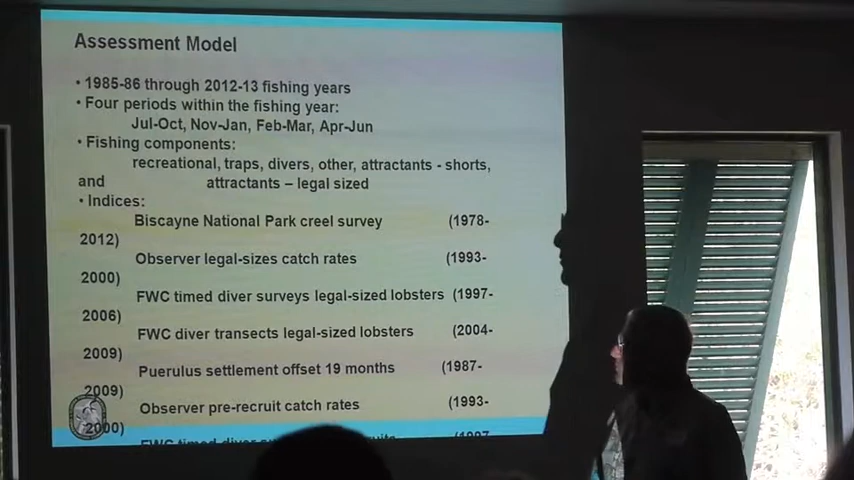 Assessment Model
• 1985-86 through 2012-13 fishing years
• Four periods within the fishing year:
Jul-Oct, Nov-Jan, Feb-Mar, Apr-Jun
• Fishing components:
recreational, traps, divers, other, attractants - shorts,
and attractants – legal sized
• Indices:
Biscayne National Park creel survey (1978-
2012)
Observer legal-sizes catch rates (1993-
2000)
FWC timed diver surveys legal-sized lobsters (1997-
2006)
FWC diver transects legal-sized lobsters (2004-
2009)
Puerulus settlement offset 19 months (1987-
2009)
Observer pre-recruit catch rates (1993-
2000)
FWC timed diver (1997